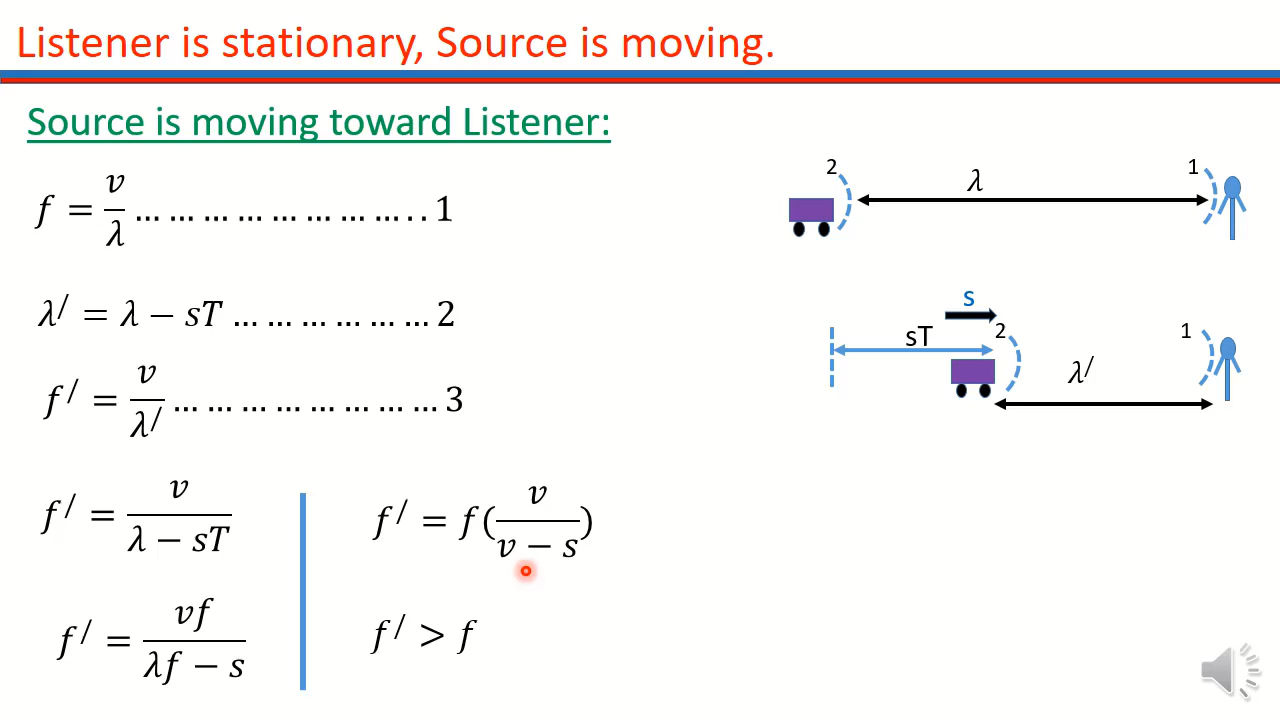 Listener is stationary, Source is moving.
Source is moving toward Listener:
f = v/λ … … … … … … … … . . 1
λ^/ = λ − sT … … … … … … 2
f^/ = v/λ^/ … … … … … … … … 3
f^/ = v/(λ − sT)
f^/ = vf/(λf − s)
f^/ = f(v/(v − s))
f^/ > f
2
λ
1
s
sT
2
1
λ^/